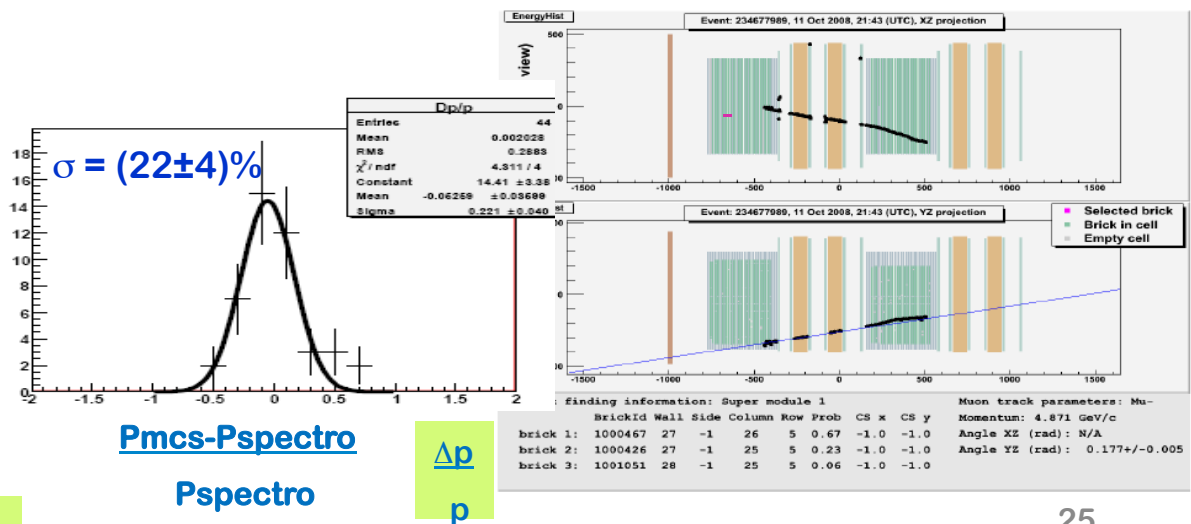 σ = (22±4)%
Dp/p
Entries 44
Mean 0.002028
RMS 0.2883
χ² / ndf 4.311 / 4
Constant 14.41 ±3.38
Mean -0.05259 ±0.03699
Sigma 0.221 ±0.040
18
16
14
12
10
8
6
4
2
0
-2 -1.5 -1 -0.5 0 0.5 1 1.5 2
Pmcs-Pspectro
Pspectro
Δp
p
EnergyHist
Event: 234677989, 11 Oct 2008, 21:43 (UTC), XZ projection
500
view)
0
-1500 -1000 -500 0 500 1000 1500
Event: 234677989, 11 Oct 2008, 21:43 (UTC), YZ projection
Selected brick
Brick in cell
Empty cell
0
-1500 -1000 -500 0 500 1000 1500
finding information: Super module 1
BrickId Wall Side Column Row Prob CS x CS y
brick 1: 1000467 27 -1 26 5 0.67 -1.0 -1.0
brick 2: 1000426 27 -1 25 5 0.23 -1.0 -1.0
brick 3: 1001051 28 -1 25 5 0.06 -1.0 -1.0
Muon track parameters: Mu-
Momentum: 4.871 GeV/c
Angle XZ (rad): N/A
Angle YZ (rad): 0.177+/-0.005
25